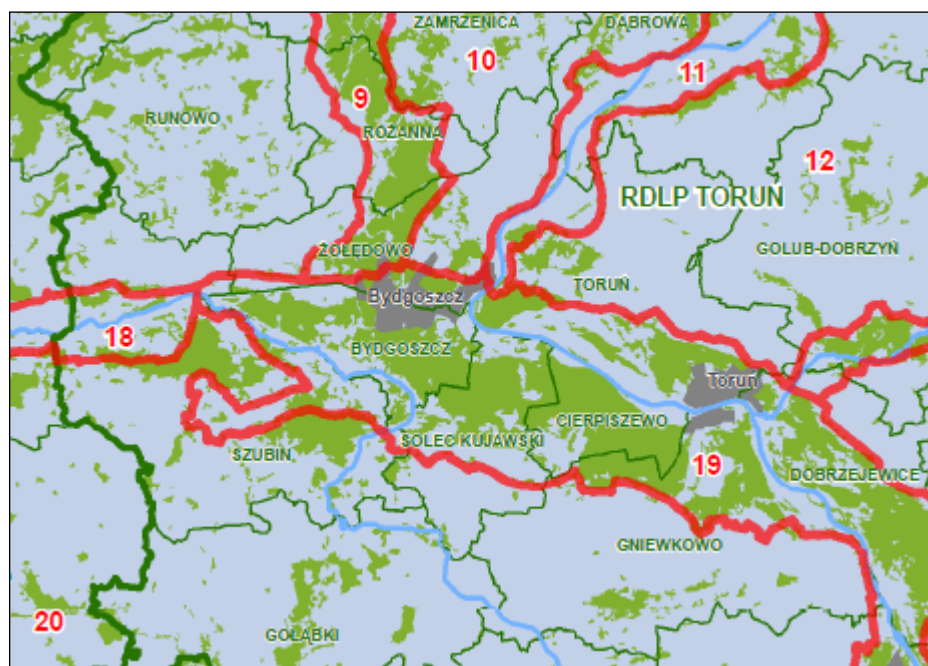 ZAMRZENICA
DĄBROWA
10
11
9
RUNOWO
RÓŻANNA
12
RDLP TORUŃ
ŻOŁĘDOWO
GOLUB-DOBRZYŃ
TORUŃ
Bydgoszcz
18
BYDGOSZCZ
Toruń
CIERPISZEWO
SOLEC KUJAWSKI
SZUBIN
19
DOBRZEJEWICE
GNIEWKOWO
20
GOŁĄBKI